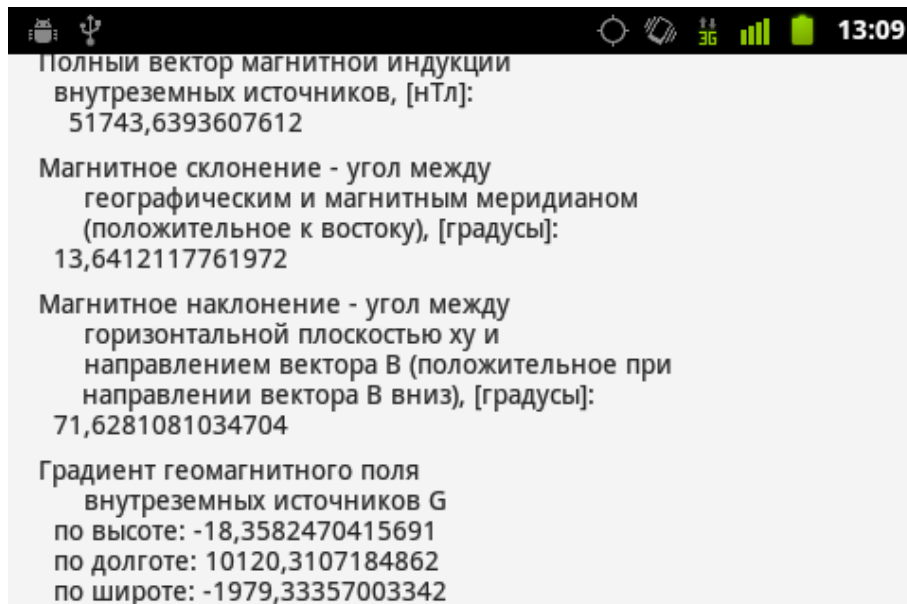 3G 13:09
Полный вектор магнитной индукции
внутреземных источников, [нТл]:
51743,6393607612
Магнитное склонение - угол между
географическим и магнитным меридианом
(положительное к востоку), [градусы]:
13,6412117761972
Магнитное наклонение - угол между
горизонтальной плоскостью xy и
направлением вектора B (положительное при
направлении вектора B вниз), [градусы]:
71,6281081034704
Градиент геомагнитного поля
внутреземных источников G
по высоте: -18,3582470415691
по долготе: 10120,3107184862
по широте: -1979,33357003342